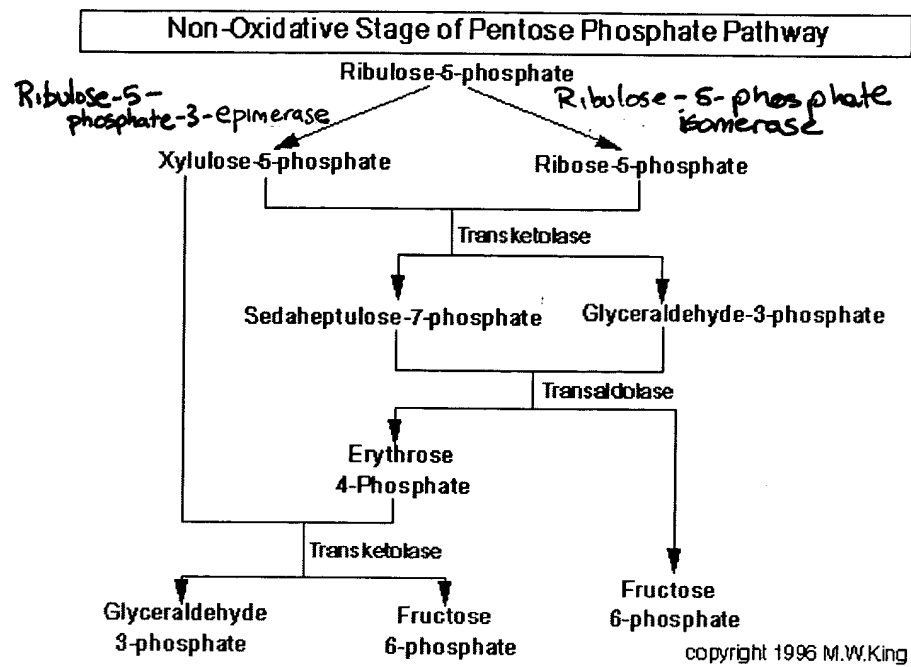 Non-Oxidative Stage of Pentose Phosphate Pathway
Ribulose-5-phosphate
Ribulose-5-
phosphate-3-epimerase
Ribulose-5-phosphate
isomerase
Xylulose-5-phosphate
Ribose-5-phosphate
Transketolase
Sedaheptulose-7-phosphate
Glyceraldehyde-3-phosphate
Transaldolase
Erythrose
4-Phosphate
Transketolase
Glyceraldehyde
3-phosphate
Fructose
6-phosphate
Fructose
6-phosphate
copyright 1996 M.W.King